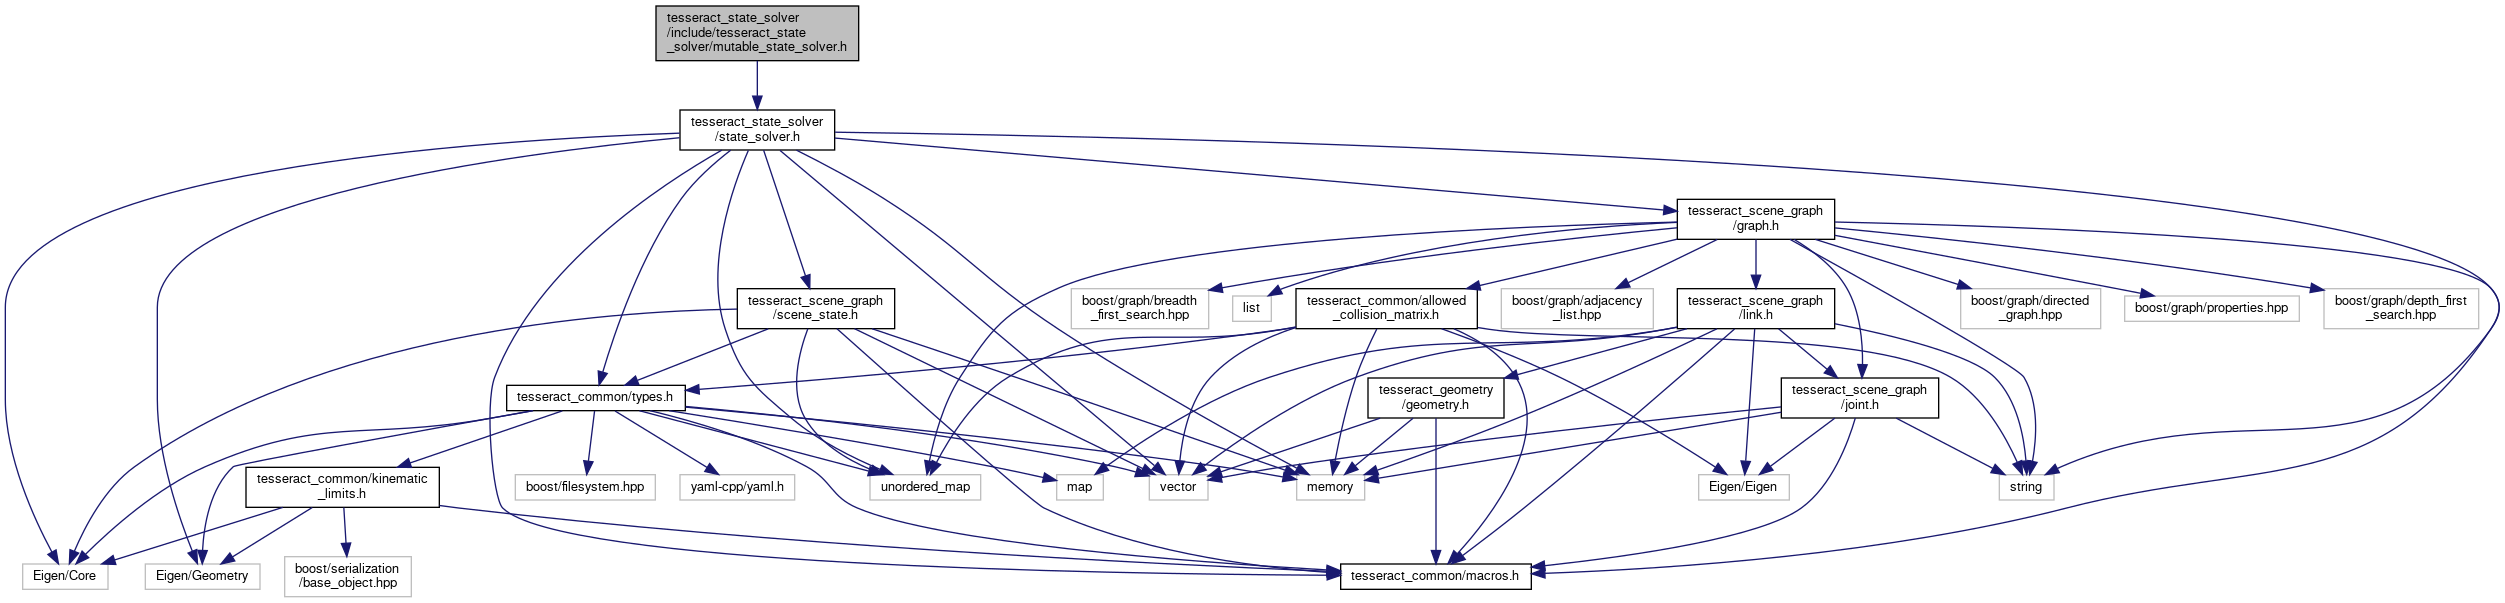 tesseract_state_solver
/include/tesseract_state
_solver/mutable_state_solver.h
tesseract_state_solver
/state_solver.h
tesseract_scene_graph
/graph.h
tesseract_scene_graph
/scene_state.h
boost/graph/breadth
_first_search.hpp
list
tesseract_common/allowed
_collision_matrix.h
boost/graph/adjacency
_list.hpp
tesseract_scene_graph
/link.h
boost/graph/directed
_graph.hpp
boost/graph/properties.hpp
boost/graph/depth_first
_search.hpp
tesseract_common/types.h
tesseract_geometry
/geometry.h
tesseract_scene_graph
/joint.h
tesseract_common/kinematic
_limits.h
boost/filesystem.hpp
yaml-cpp/yaml.h
unordered_map
map
vector
memory
Eigen/Eigen
string
Eigen/Core
Eigen/Geometry
boost/serialization
/base_object.hpp
tesseract_common/macros.h